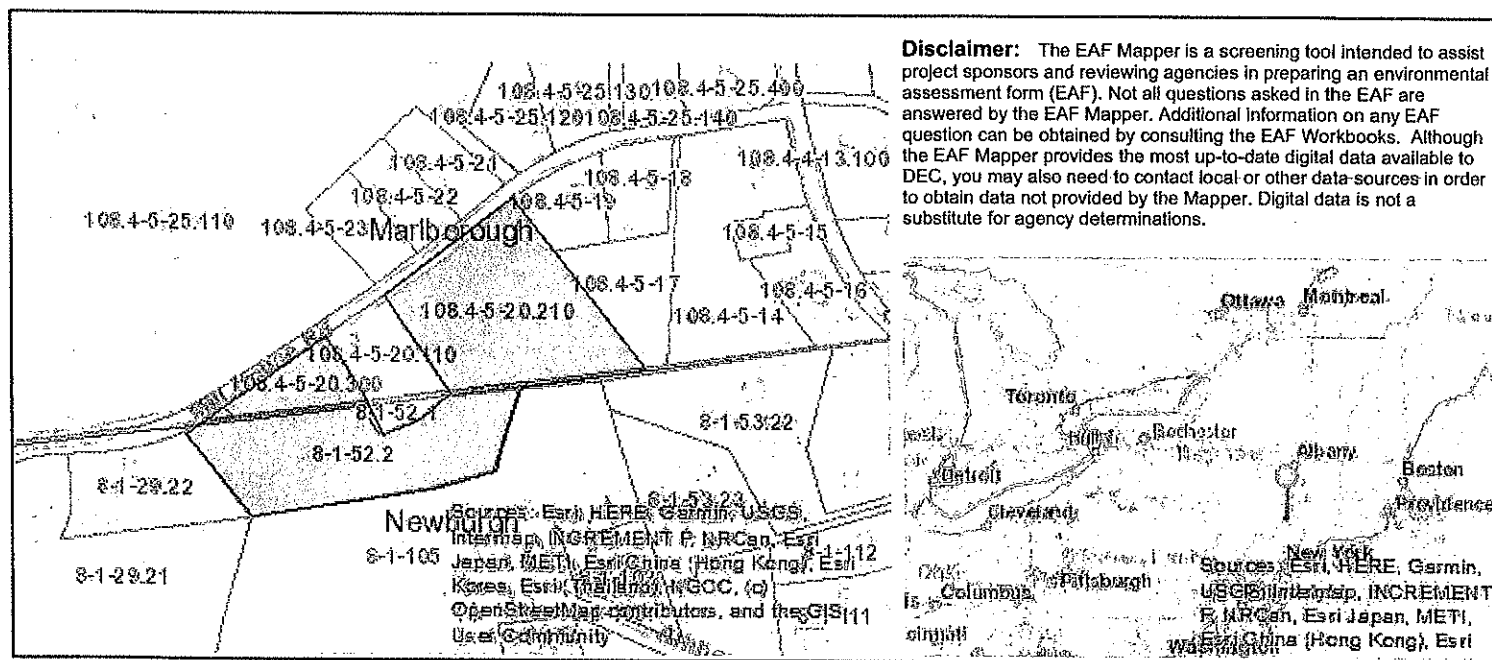 Disclaimer: The EAF Mapper is a screening tool intended to assist
project sponsors and reviewing agencies in preparing an environmental
assessment form (EAF). Not all questions asked in the EAF are
answered by the EAF Mapper. Additional information on any EAF
question can be obtained by consulting the EAF Workbooks. Although
the EAF Mapper provides the most up-to-date digital data available to
DEC, you may also need to contact local or other data sources in order
to obtain data not provided by the Mapper. Digital data is not a
substitute for agency determinations.
108.4-5-25.130
108.4-5-25.400
108.4-5-25.120
108.4-5-25.140
108.4-5-21
108.4-5-22
108.4-5-23
108.4-5-25.110
Marlborough
108.4-5-19
108.4-5-18
108.4-4-13.100
108.4-5-15
108.4-5-17
108.4-5-16
108.4-5-14
108.4-5-20.210
108.4-5-20.110
108.4-5-20.300
8-1-52.1
8-1-52.2
8-1-53.22
8-1-53.23
8-1-29.22
8-1-29.21
Newburgh
8-1-105
8-1-112
Sources: Esri, HERE, Garmin, USGS,
Intermap, INCREMENT P, NRCan, Esri
Japan, METI, Esri China (Hong Kong), Esri
Korea, Esri (Thailand), NGCC, (c)
OpenStreetMap contributors, and the GIS
User Community
Ottawa
Montreal
Toronto
Rochester
Albany
Detroit
Boston
Providence
Cleveland
New York
Columbus
Pittsburgh
Washington
Sources: Esri, HERE, Garmin,
USGS, Intermap, INCREMENT
P, NRCan, Esri Japan, METI,
Esri China (Hong Kong), Esri